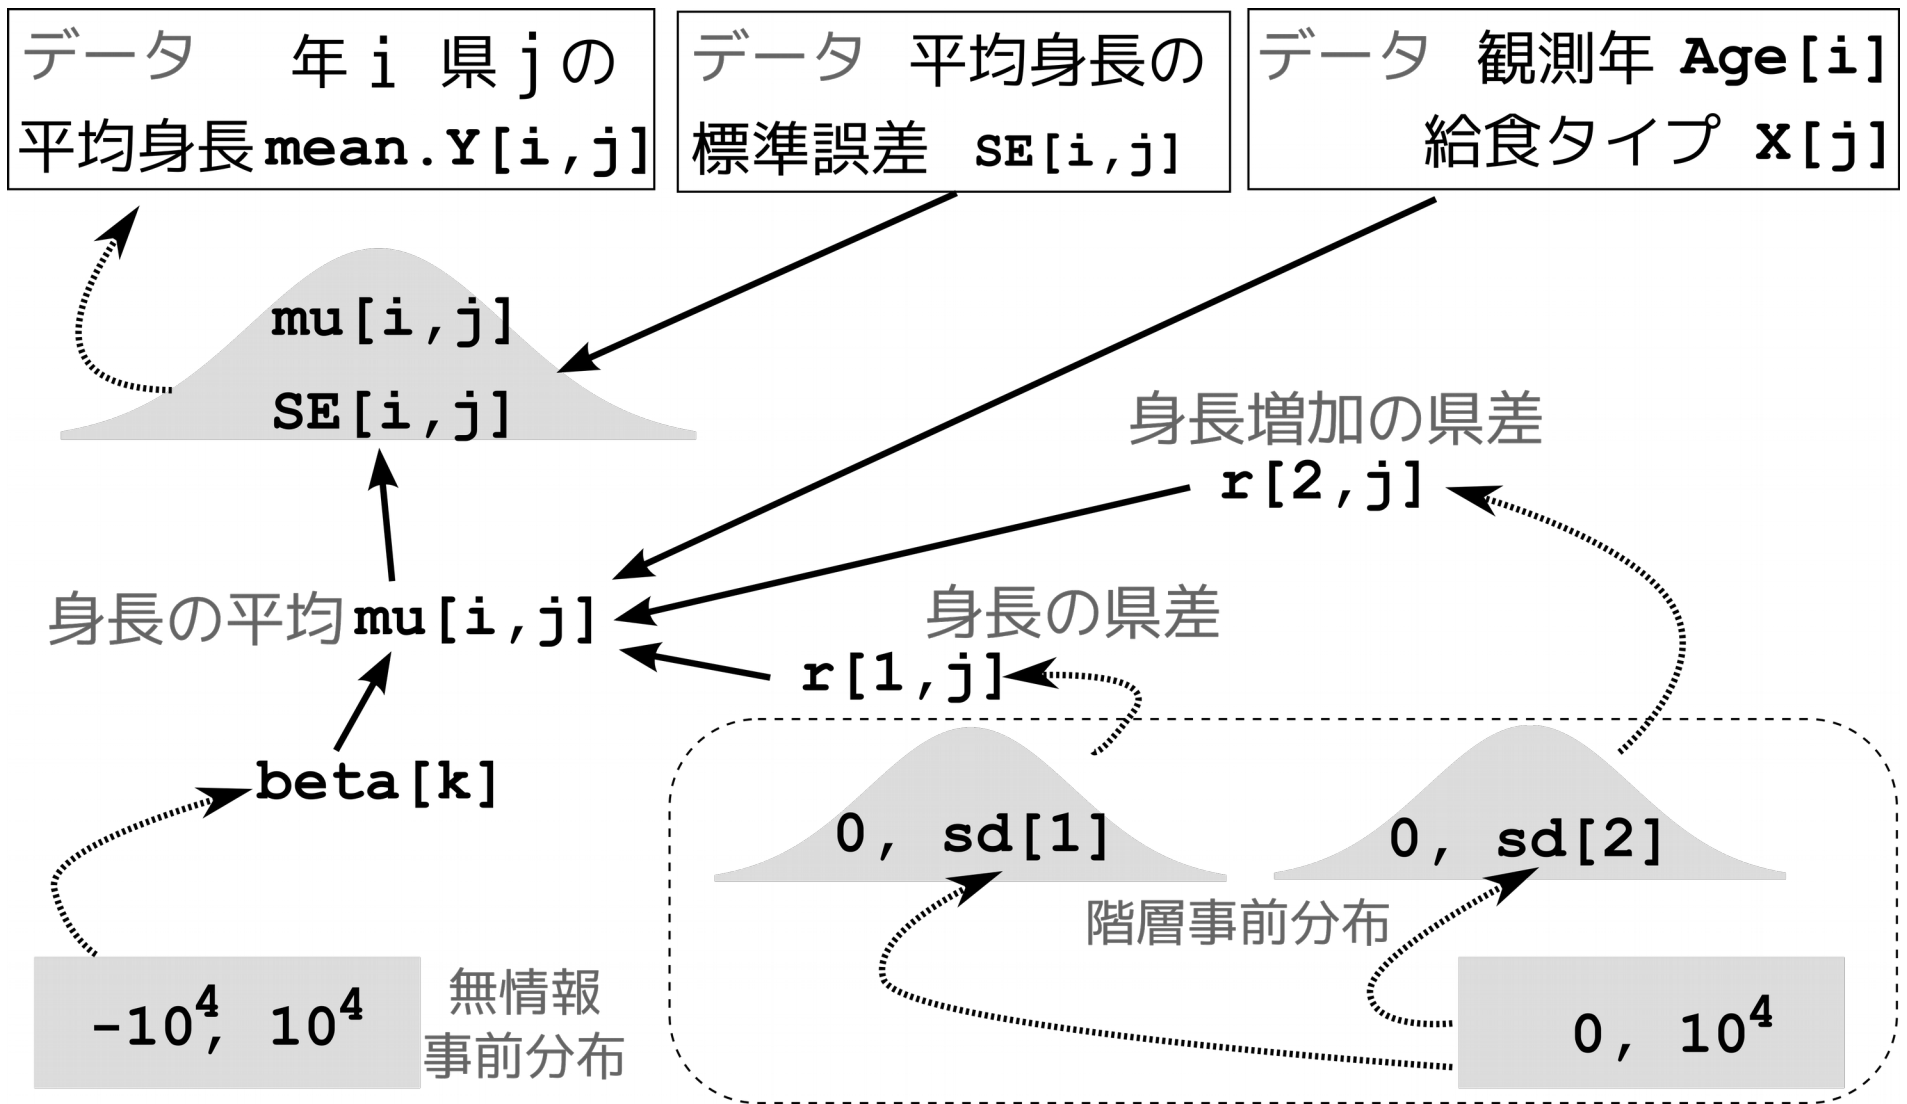 データ 年 i 県 j の
平均身長 mean.Y[i,j]
データ 平均身長の
標準誤差 SE[i,j]
データ 観測年 Age[i]
給食タイプ X[j]
mu[i,j]
SE[i,j]
身長増加の県差
r[2,j]
身長の県差
身長の平均 mu[i,j]
r[1,j]
beta[k]
0, sd[1]
0, sd[2]
階層事前分布
-10⁴, 10⁴
無情報
事前分布
0, 10⁴